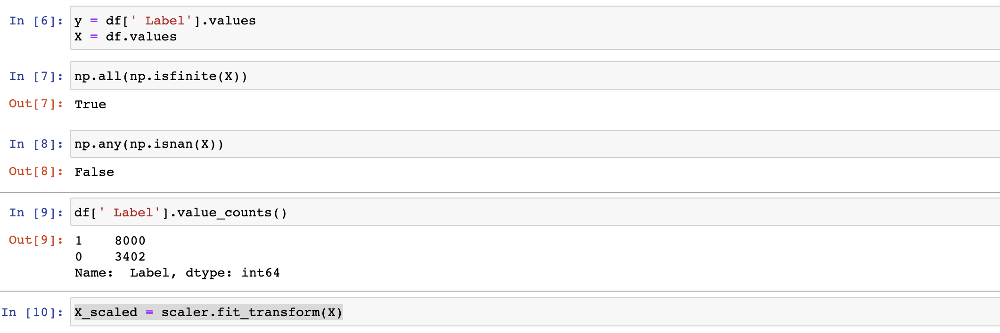 In [6]: y = df[' Label'].values
X = df.values
In [7]: np.all(np.isfinite(X))
Out[7]: True
In [8]: np.any(np.isnan(X))
Out[8]: False
In [9]: df[' Label'].value_counts()
Out[9]: 1    8000
0    3402
Name:  Label, dtype: int64
In [10]: X_scaled = scaler.fit_transform(X)